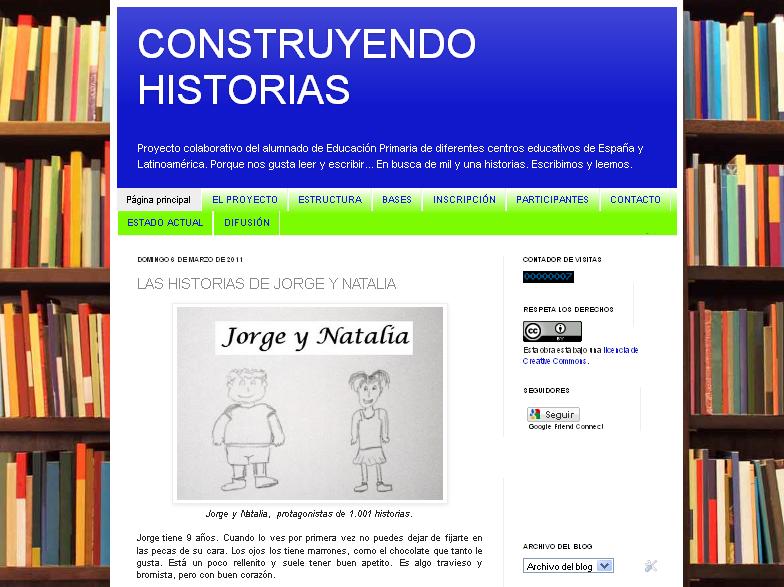 CONSTRUYENDO
HISTORIAS
Proyecto colaborativo del alumnado de Educación Primaria de diferentes centros educativos de España y
Latinoamérica. Porque nos gusta leer y escribir... En busca de mil y una historias. Escribimos y leemos.
Página principal EL PROYECTO ESTRUCTURA BASES INSCRIPCIÓN PARTICIPANTES CONTACTO
ESTADO ACTUAL DIFUSIÓN
DOMINGO 6 DE MARZO DE 2011
LAS HISTORIAS DE JORGE Y NATALIA
Jorge y Natalia
Jorge y Natalia, protagonistas de 1.001 historias.
Jorge tiene 9 años. Cuando lo ves por primera vez no puedes dejar de fijarte en
las pecas de su cara. Los ojos los tiene marrones, como el chocolate que tanto le
gusta. Está un poco rellenito y suele tener buen apetito. Es algo travieso y
bromista, pero con buen corazón.
CONTADOR DE VISITAS
00000007
RESPETA LOS DERECHOS
cc
BY
Esta obra está bajo una licencia de
Creative Commons.
SEGUIDORES
Seguir
Google Friend Connect
ARCHIVO DEL BLOG
Archivo del blog